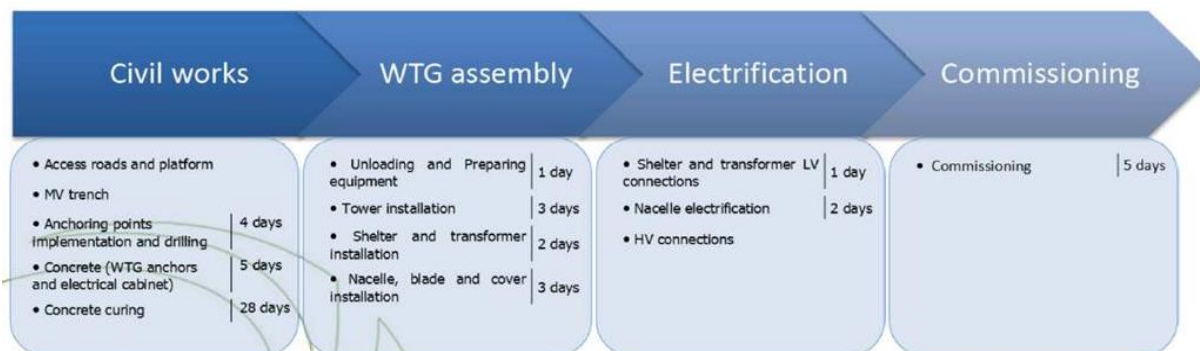 Civil works
WTG assembly
Electrification
Commissioning
• Access roads and platform
• MV trench
• Anchoring points
implementation and drilling
4 days
• Concrete (WTG anchors
and electrical cabinet)
5 days
• Concrete curing
28 days
• Unloading and Preparing
equipment
1 day
• Tower installation
3 days
• Shelter and transformer
installation
2 days
• Nacelle, blade and cover
installation
3 days
• Shelter and transformer LV
connections
1 day
• Nacelle electrification
2 days
• HV connections
• Commissioning
5 days